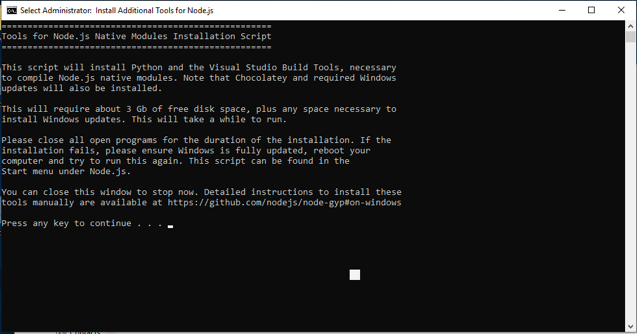 Select Administrator: Install Additional Tools for Node.js
====================================================
Tools for Node.js Native Modules Installation Script
====================================================
This script will install Python and the Visual Studio Build Tools, necessary
to compile Node.js native modules. Note that Chocolatey and required Windows
updates will also be installed.
This will require about 3 Gb of free disk space, plus any space necessary to
install Windows updates. This will take a while to run.
Please close all open programs for the duration of the installation. If the
installation fails, please ensure Windows is fully updated, reboot your
computer and try to run this again. This script can be found in the
Start menu under Node.js.
You can close this window to stop now. Detailed instructions to install these
tools manually are available at https://github.com/nodejs/node-gyp#on-windows
Press any key to continue . . .